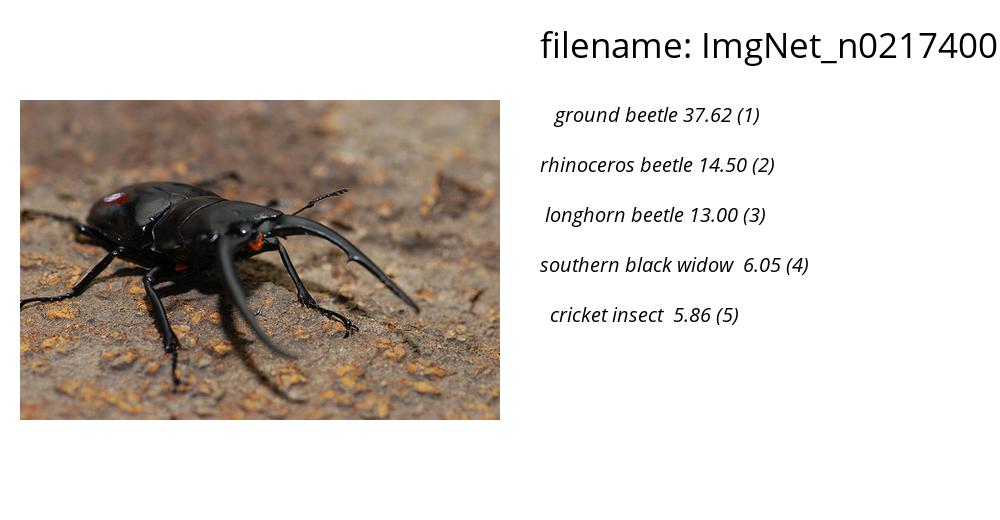 filename: ImgNet_n0217400
ground beetle 37.62 (1)
rhinoceros beetle 14.50 (2)
longhorn beetle 13.00 (3)
southern black widow 6.05 (4)
cricket insect 5.86 (5)